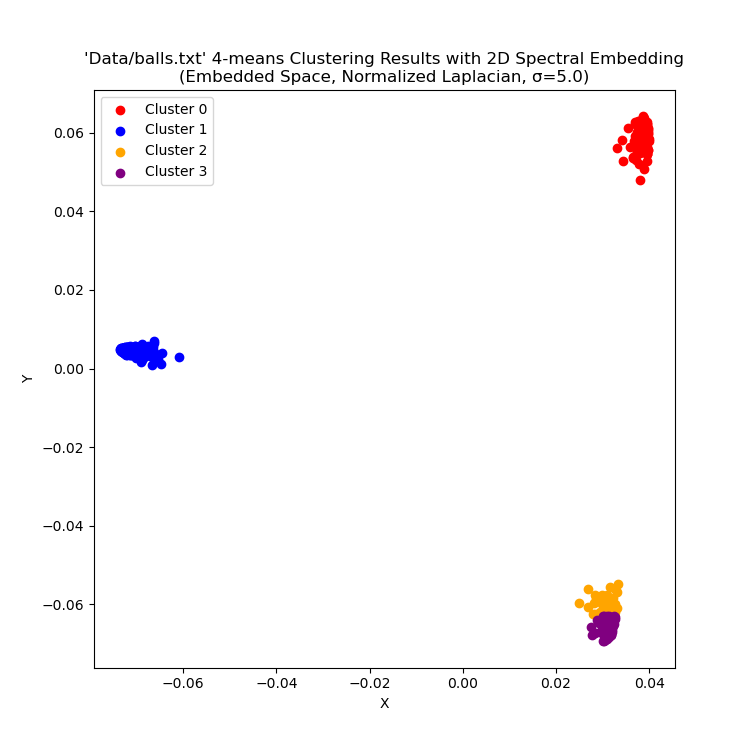 'Data/balls.txt' 4-means Clustering Results with 2D Spectral Embedding
(Embedded Space, Normalized Laplacian, σ=5.0)
Cluster 0
Cluster 1
Cluster 2
Cluster 3
0.06
0.04
0.02
0.00
−0.02
−0.04
−0.06
Y
−0.06
−0.04
−0.02
0.00
0.02
0.04
X